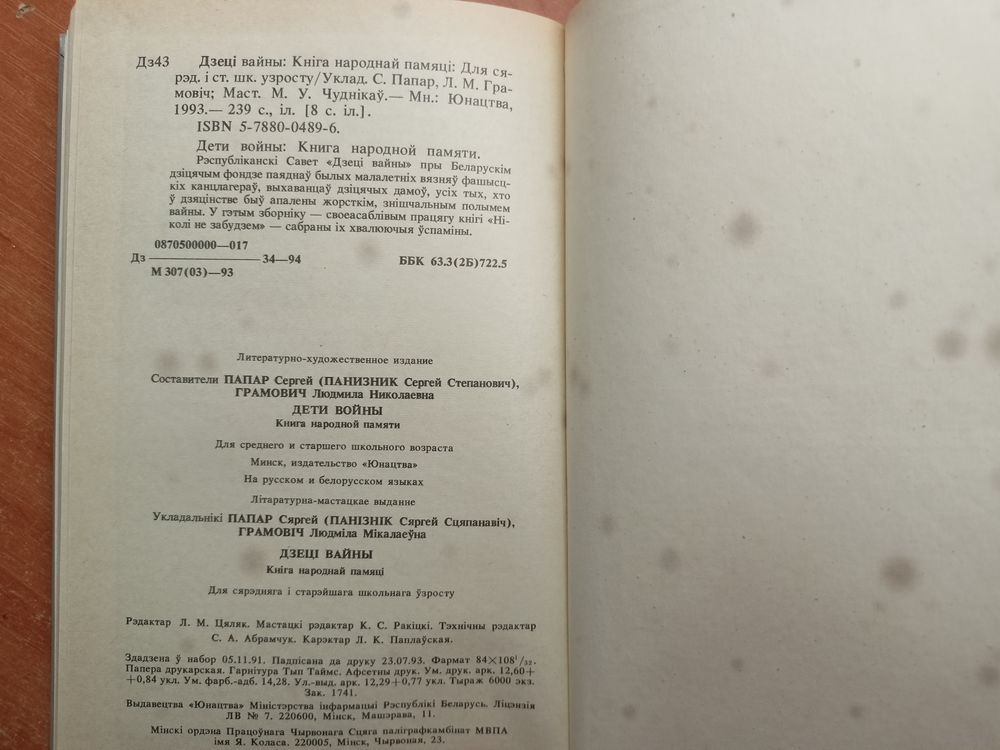 Дз43 Дзеці вайны: Кніга народнай памяці: Для ся-
рэд. і ст. шк. узросту/Уклад. С. Папар, Л. М. Гра-
мовіч; Маст. М. У. Чуднікаў.— Мн.: Юнацтва,
1993.— 239 с., іл. [8 с. іл.].
ISBN 5-7880-0489-6.
Дети войны: Книга народной памяти.
Рэспубліканскі Савет «Дзеці вайны» пры Беларускім
дзіцячым фондзе паяднаў былых малалетніх вязняў фашысц-
кіх канцлагераў, выхаванцаў дзіцячых дамоў, усіх тых, хто
ў дзяцінстве быў апалены жорсткім, знішчальным полымем
вайны. У гэтым зборніку — своеасаблівым працягу кнігі «Ні-
колі не забудзем» — сабраны іх хвалюючыя ўспаміны.
0870500000—017
Дз ———— 34—94 ББК 63.3(2Б)722.5
М 307(03)—93
Литературно-художественное издание
Составители ПАПАР Сергей (ПАНИЗНИК Сергей Степанович),
ГРАМОВИЧ Людмила Николаевна
ДЕТИ ВОЙНЫ
Книга народной памяти
Для среднего и старшего школьного возраста
Минск, издательство «Юнацтва»
На русском и белорусском языках
Літаратурна-мастацкае выданне
Укладальнікі ПАПАР Сяргей (ПАНІЗНІК Сяргей Сцяпанавіч),
ГРАМОВІЧ Людміла Мікалаеўна
ДЗЕЦІ ВАЙНЫ
Кніга народнай памяці
Для сярэдняга і старэйшага школьнага ўзросту
Рэдактар Л. М. Цяляк. Мастацкі рэдактар К. С. Ракіцкі. Тэхнічны рэдактар
С. А. Абрамчук. Карэктар Л. К. Паплаўская.
Здадзена ў набор 05.11.91. Падпісана да друку 23.07.93. Фармат 84×108¹/₃₂.
Папера друкарская. Гарнітура Тып Таймс. Афсетны друк. Ум. друк. арк. 12,60+
+0,84 укл. Ум. фарб.-адб. 14,28. Ул.-выд. арк. 12,29+0,77 укл. Тыраж 6000 экз.
Зак. 1741.
Выдавецтва «Юнацтва» Міністэрства інфармацыі Рэспублікі Беларусь. Ліцэнзія
ЛВ № 7. 220600, Мінск, Машэрава, 11.
Мінскі ордэна Працоўнага Чырвонага Сцяга паліграфкамбінат МВПА
імя Я. Коласа. 220005, Мінск, Чырвоная, 23.